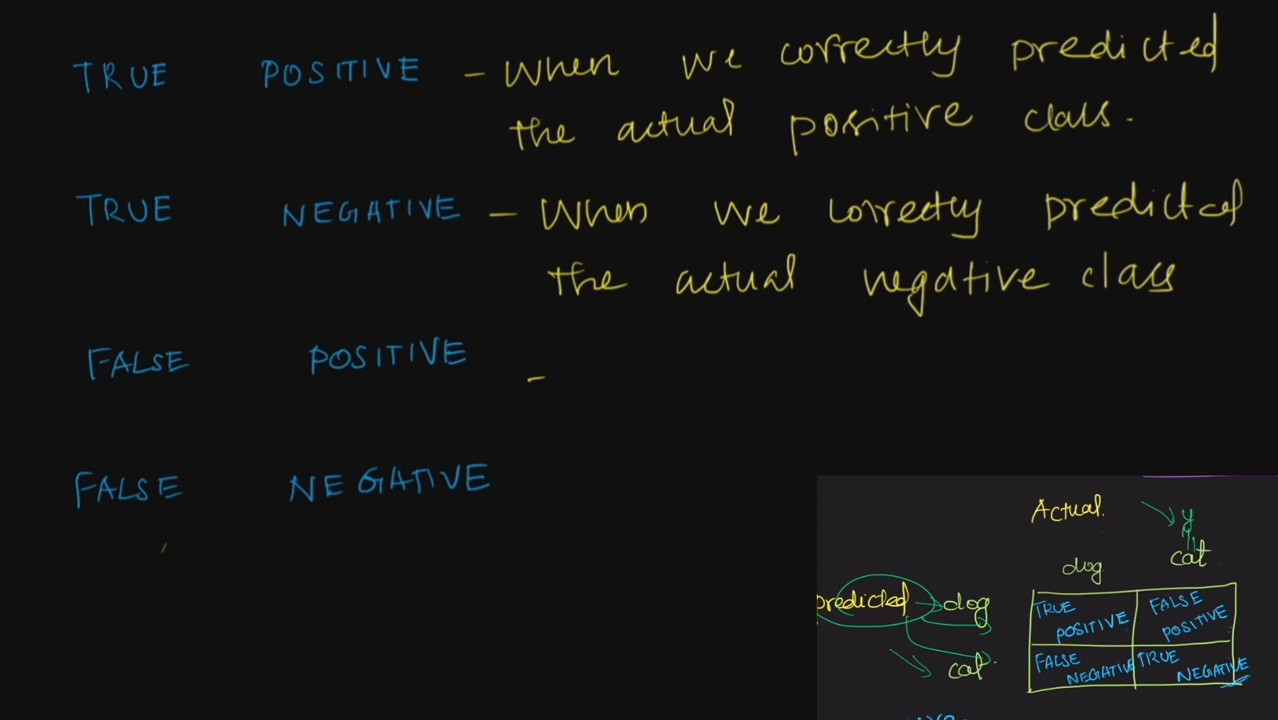 TRUE POSITIVE - When we correctly predicted
the actual positive class.
TRUE NEGATIVE - When we correctly predicted
the actual negative class
FALSE POSITIVE -
FALSE NEGATIVE
Actual.
y
dog
cat
predicted
dog
cat
TRUE POSITIVE
FALSE POSITIVE
FALSE NEGATIVE
TRUE NEGATIVE